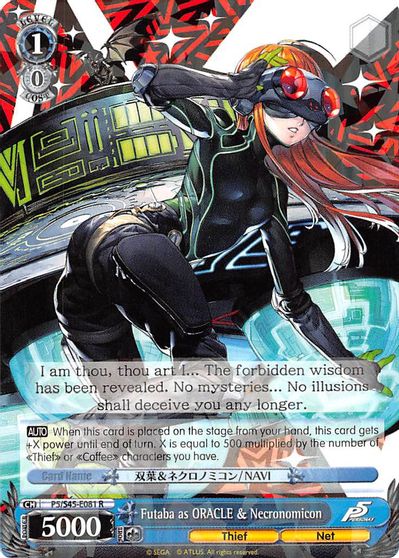 LEVEL
1
0
COST
I am thou, thou art I... The forbidden wisdom
has been revealed. No mysteries... No illusions
shall deceive you any longer.
AUTO When this card is placed on the stage from your hand, this card gets
+X power until end of turn. X is equal to 500 multiplied by the number of
«Thief» or «Coffee» characters you have.
Card Name
双葉&ネクロノミコン/NAVI
CH P5/S45-E081 R
POWER
5000
Futaba as ORACLE & Necronomicon
P5
PERSONA5
Thief
Net
© SEGA © ATLUS. All rights reserved.